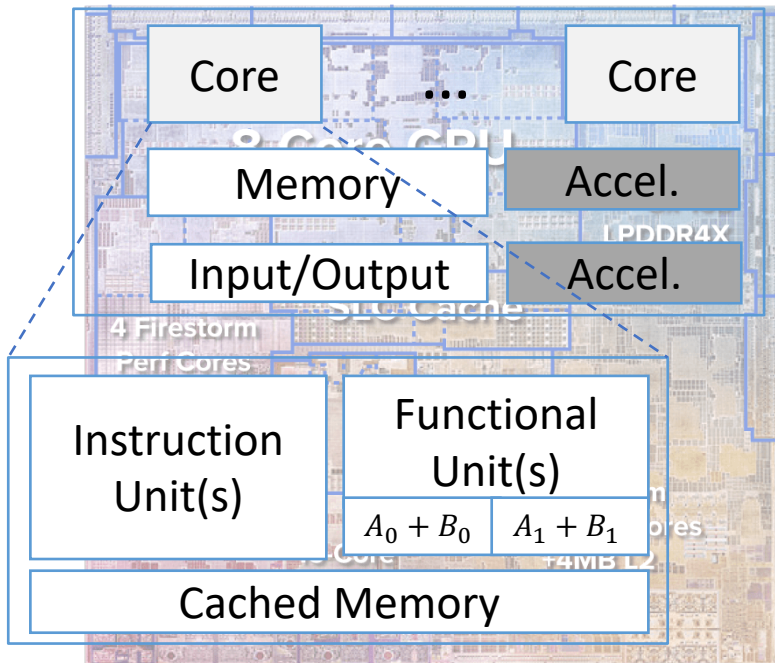 Core
...
Core
8-Core CPU
Memory
Accel.
LPDDR4X
Input/Output
Accel.
SLC Cache
4 Firestorm
Perf Cores
Instruction
Unit(s)
Functional
Unit(s)
A₀ + B₀
A₁ + B₁
+4MB L2
Cached Memory